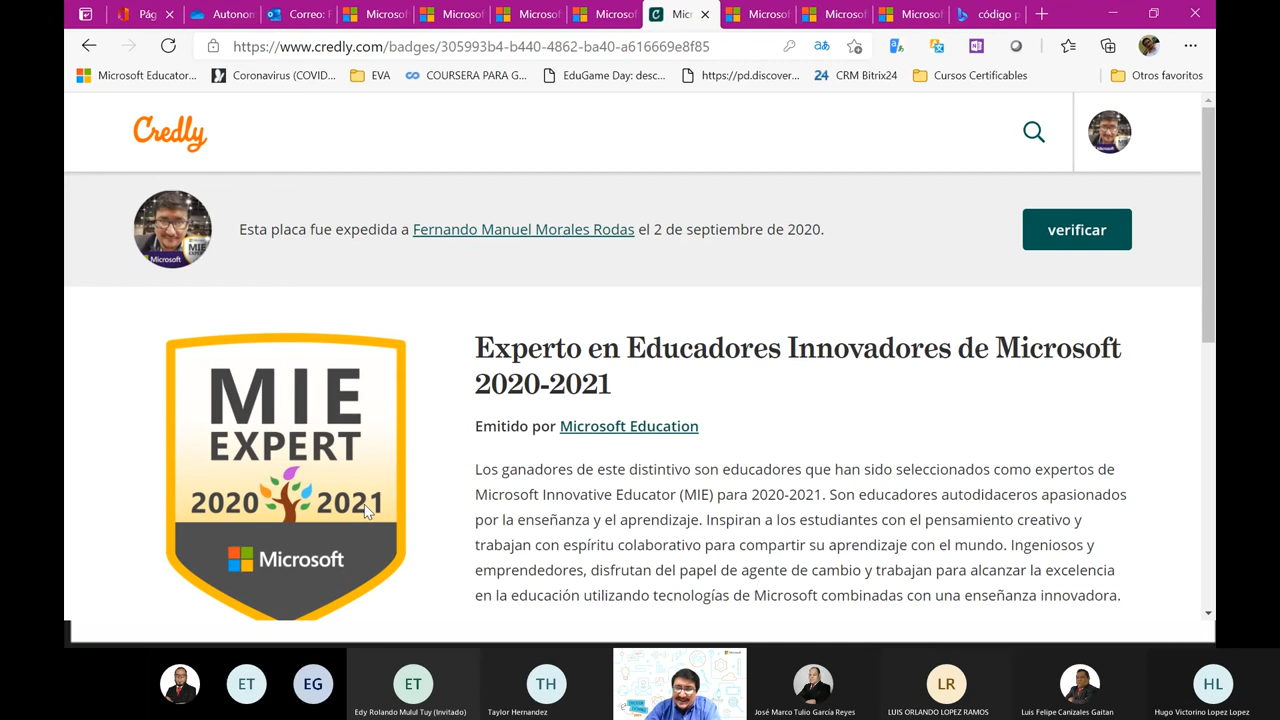 Pág
Autonon
Correo: F
Microsof
Microsof
Microsof
Microsof
Micr
Microsof
Microsof
Microsof
código p
https://www.credly.com/badges/305993b4-b440-4862-ba40-a616669e8f85
Microsoft Educator...
Coronavirus (COVID...
EVA
COURSERA PARA G...
EduGame Day: desc...
https://pd.discover...
24 CRM Bitrix24
Cursos Certificables
Otros favoritos
Credly
Esta placa fue expedida a Fernando Manuel Morales Rodas el 2 de septiembre de 2020.
verificar
Experto en Educadores Innovadores de Microsoft
2020-2021
Emitido por Microsoft Education
Los ganadores de este distintivo son educadores que han sido seleccionados como expertos de
Microsoft Innovative Educator (MIE) para 2020-2021. Son educadores autodidaceros apasionados
por la enseñanza y el aprendizaje. Inspiran a los estudiantes con el pensamiento creativo y
trabajan con espíritu colaborativo para compartir su aprendizaje con el mundo. Ingeniosos y
emprendedores, disfrutan del papel de agente de cambio y trabajan para alcanzar la excelencia
en la educación utilizando tecnologías de Microsoft combinadas con una enseñanza innovadora.
MIE
EXPERT
2020 2021
Microsoft
ET
EG
ET
Edy Rolando Mulul Tuy (Invitado)
TH
Taylor Hernandez
José Marco Tulio García Reyes
LR
LUIS ORLANDO LOPEZ RAMOS
Luis Felipe Canizales Gaitan
HL
Hugo Victorino Lopez Lopez